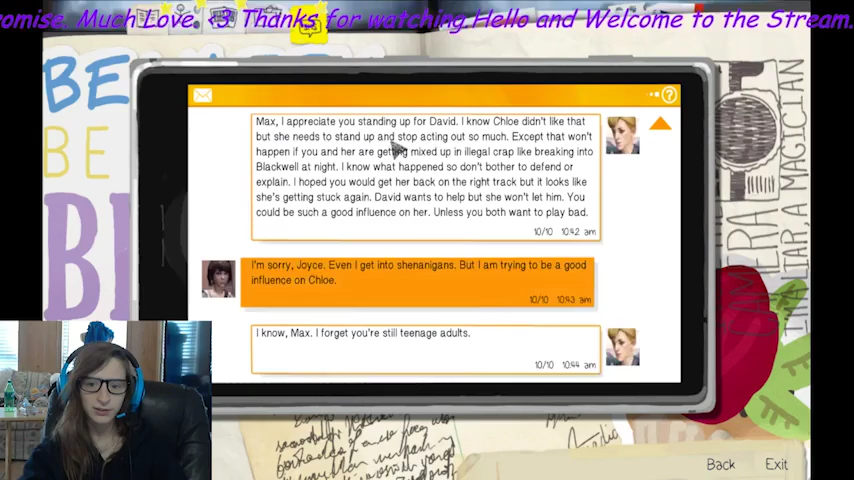 omise. Much Love. <3 Thanks for watching Hello and Welcome to the Stream.
BE
BE
Max, I appreciate you standing up for David. I know Chloe didn't like that
but she needs to stand up and stop acting out so much. Except that won't
happen if you and her are getting mixed up in illegal crap like breaking into
Blackwell at night. I know what happened so don't bother to defend or
explain. I hoped you would get her back on the right track but it looks like
she's getting stuck again. David wants to help but she won't let him. You
could be such a good influence on her. Unless you both want to play bad.
10/10 10:42 am
I'm sorry, Joyce. Even I get into shenanigans. But I am trying to be a good
influence on Chloe.
10/10 10:43 am
I know, Max. I forget you're still teenage adults.
10/10 10:44 am
CAMERA
I'M A LIAR, A MAGICIAN
Back Exit